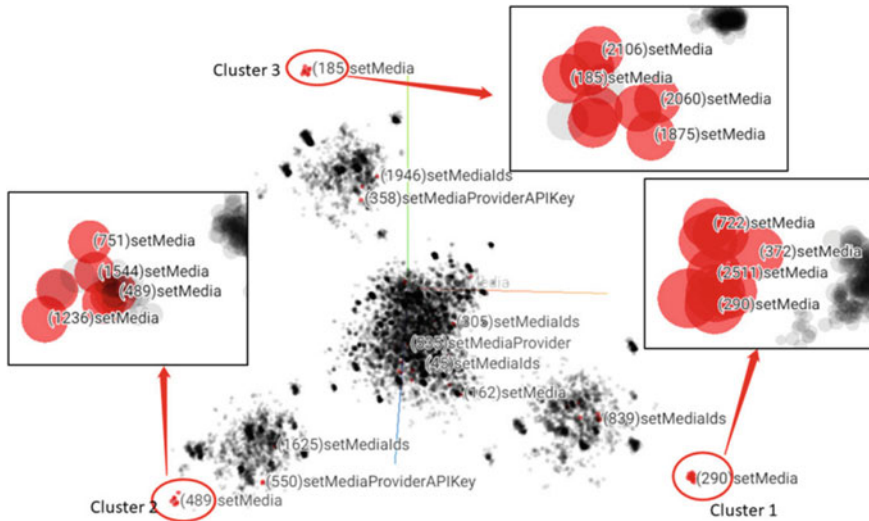 Cluster 3
(185)setMedia
(2106)setMedia
(185)setMedia
(2060)setMedia
(1875)setMedia
(1946)setMediaIds
(358)setMediaProviderAPIKey
(751)setMedia
(1544)setMedia
(489)setMedia
(1236)setMedia
(722)setMedia
(372)setMedia
(2511)setMedia
(290)setMedia
(305)setMediaIds
setMediaProvider
setMediaIds
(162)setMedia
(839)setMediaIds
(1625)setMediaIds
(550)setMediaProviderAPIKey
Cluster 2
(489)setMedia
(290)setMedia
Cluster 1